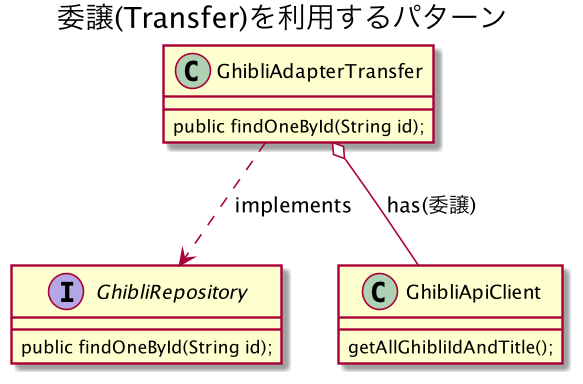 委譲(Transfer)を利用するパターン
C GhibliAdapterTransfer
public findOneById(String id);
implements
has(委譲)
I GhibliRepository
public findOneById(String id);
C GhibliApiClient
getAllGhibliIdAndTitle();